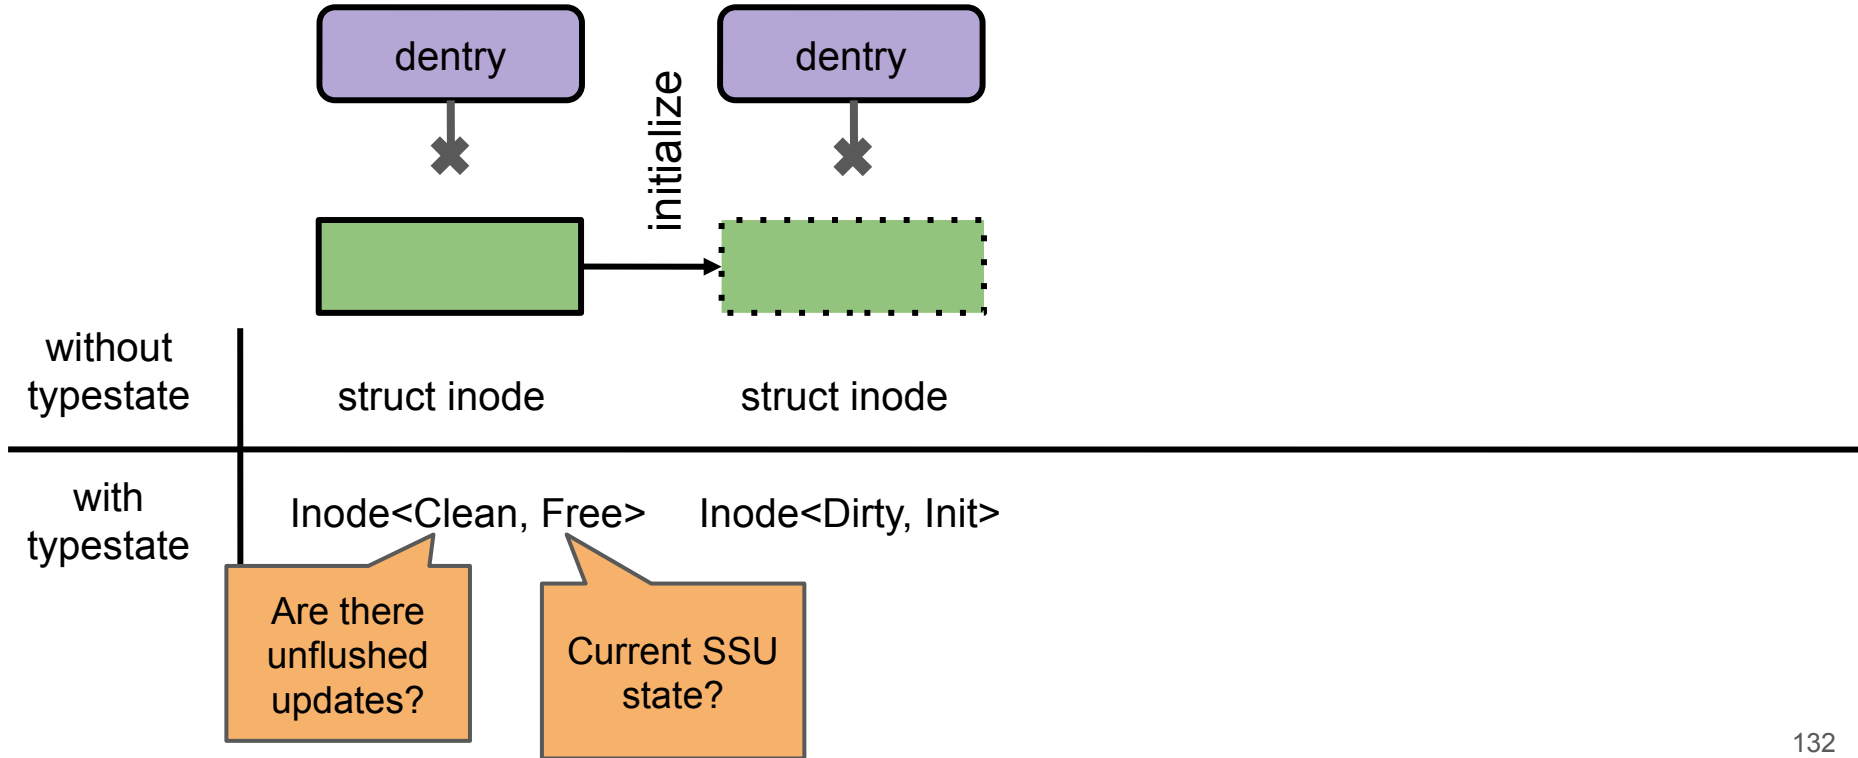 dentry
dentry
initialize
without
typestate
struct inode
struct inode
with
typestate
Inode<Clean, Free>
Inode<Dirty, Init>
Are there
unflushed
updates?
Current SSU
state?
132